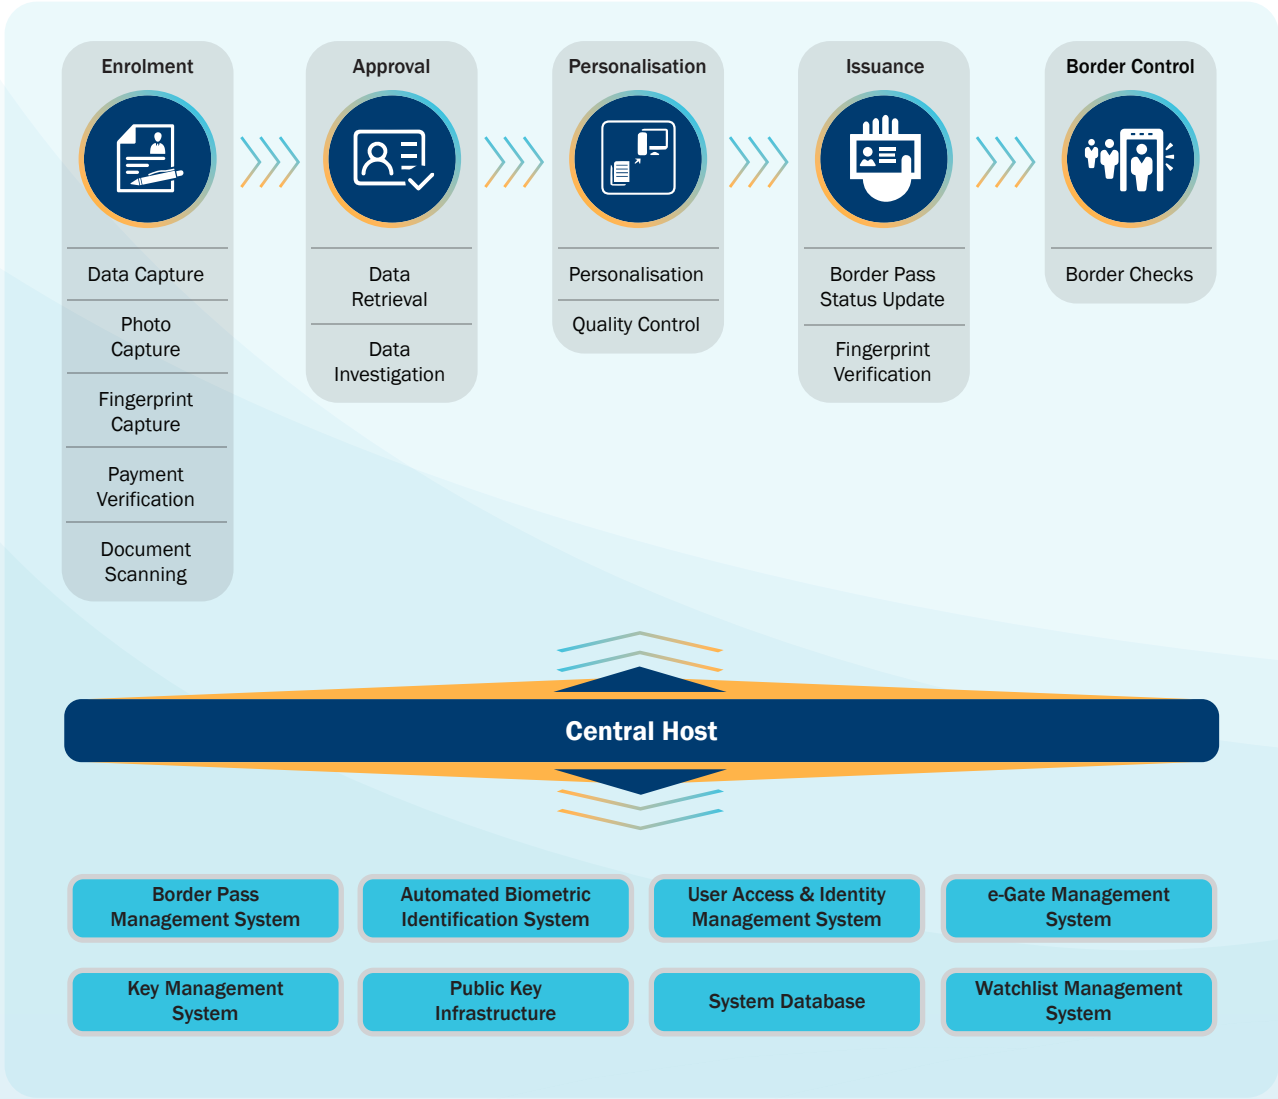 Enrolment
Data Capture
Photo
Capture
Fingerprint
Capture
Payment
Verification
Document
Scanning
Approval
Data
Retrieval
Data
Investigation
Personalisation
Personalisation
Quality Control
Issuance
Border Pass
Status Update
Fingerprint
Verification
Border Control
Border Checks
Central Host
Border Pass
Management System
Automated Biometric
Identification System
User Access & Identity
Management System
e-Gate Management
System
Key Management
System
Public Key
Infrastructure
System Database
Watchlist Management
System